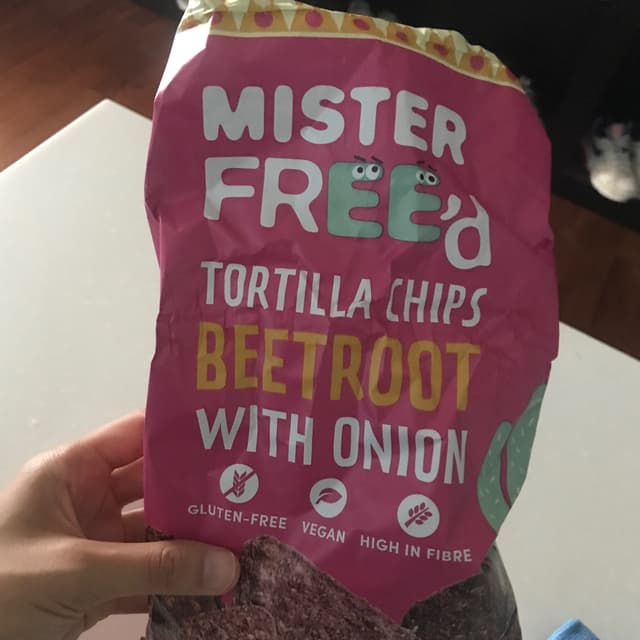 MISTER
FREE'd
TORTILLA CHIPS
BEETROOT
WITH ONION
GLUTEN-FREE
VEGAN
HIGH IN FIBRE